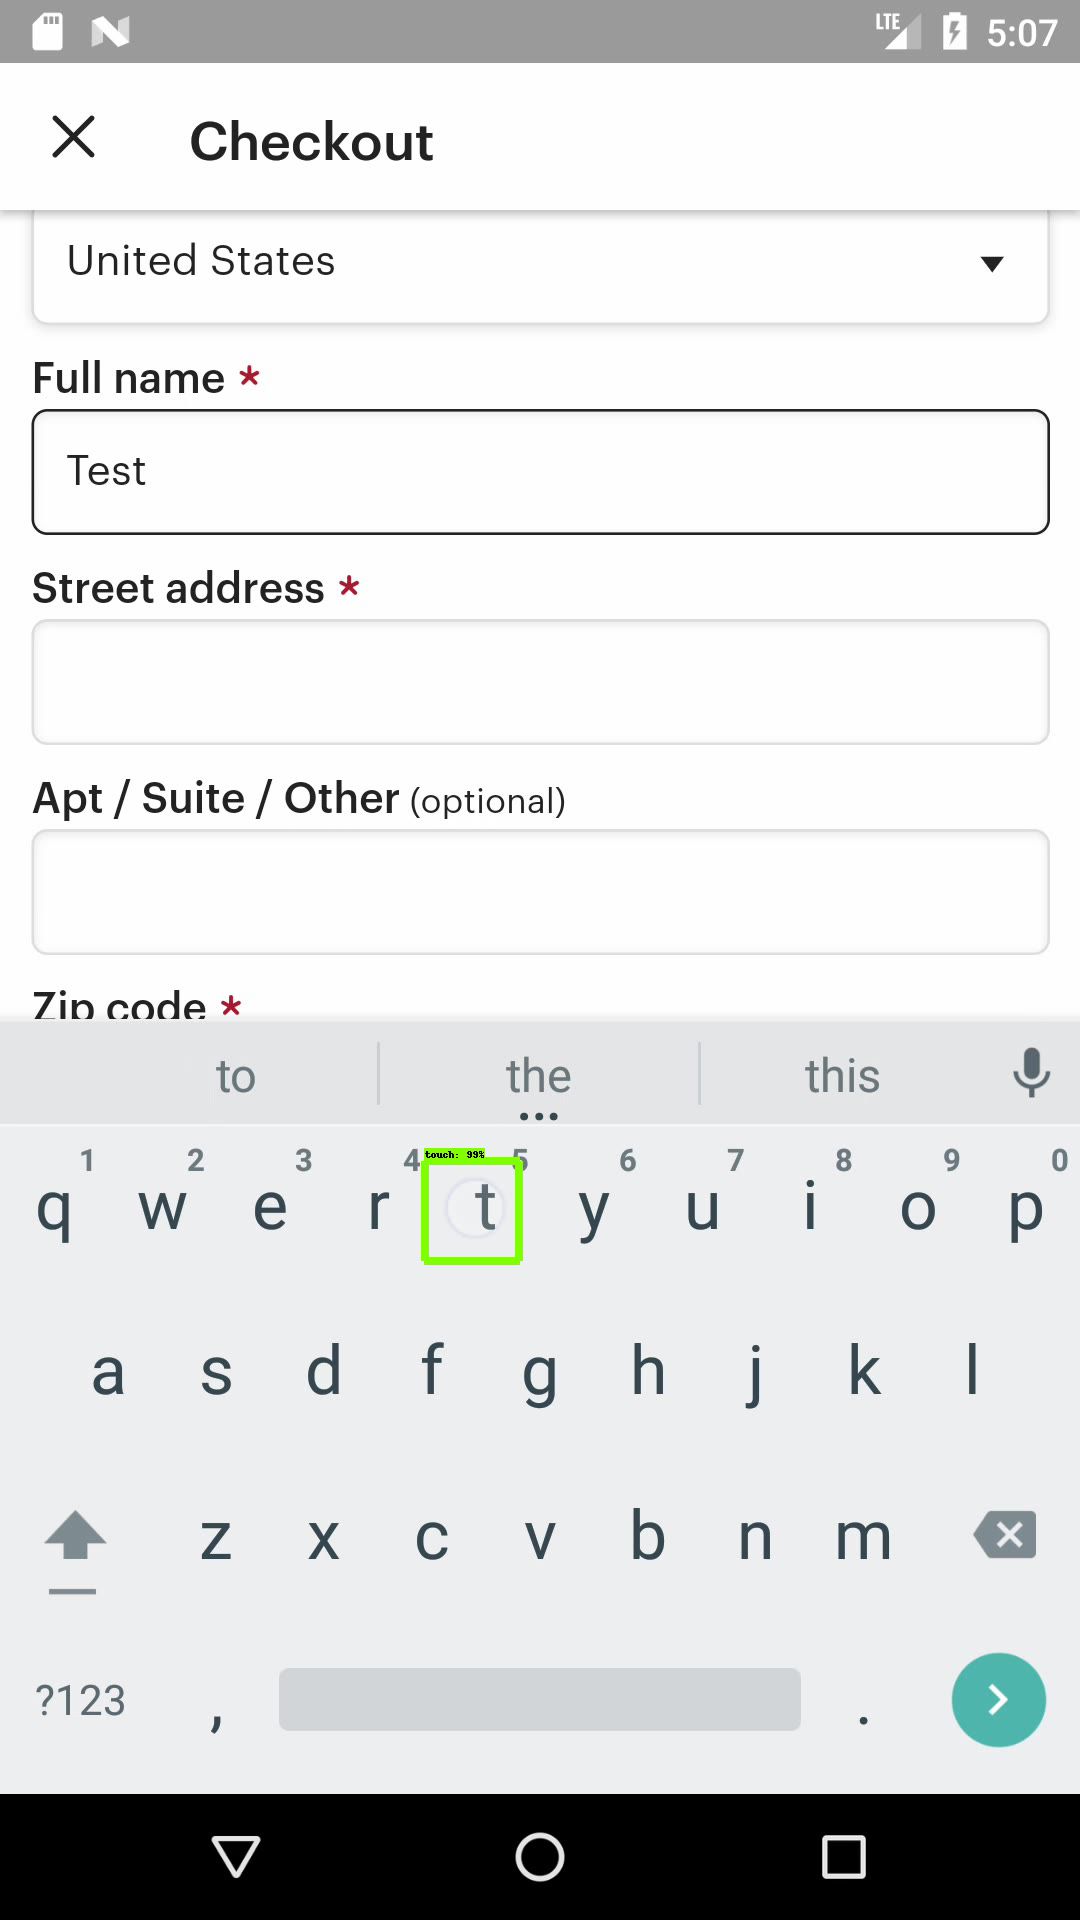 LTE 5:07
Checkout
United States
Full name *
Test
Street address *
Apt / Suite / Other (optional)
Zip code *
to the this
touch: 99%
1 2 3 4 5 6 7 8 9 0
q w e r t y u i o p
a s d f g h j k l
z x c v b n m
?123 , .